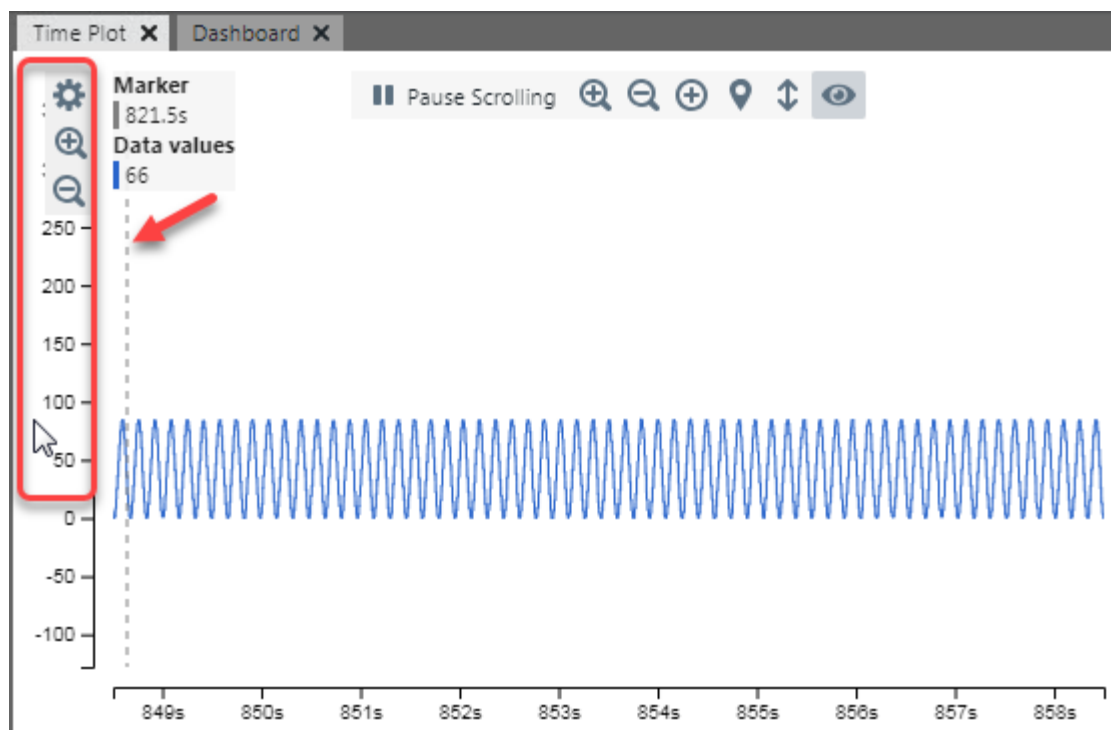 Time Plot
Dashboard
Marker
821.5s
Data values
66
Pause Scrolling
250
200
150
100
50
0
-50
-100
849s 850s 851s 852s 853s 854s 855s 856s 857s 858s